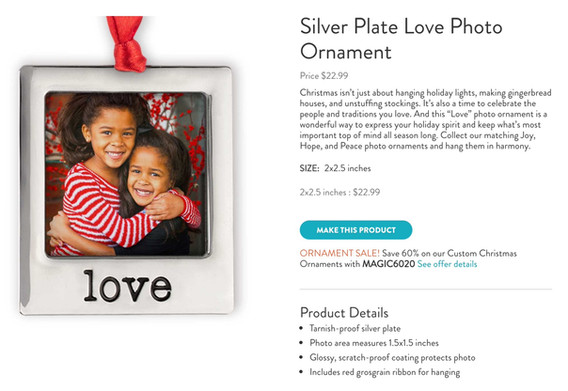 Silver Plate Love Photo
Ornament
Price $22.99
Christmas isn't just about hanging holiday lights, making gingerbread
houses, and unstuffing stockings. It's also a time to celebrate the
people and traditions you love. And this "Love" photo ornament is a
wonderful way to express your holiday spirit and keep what's most
important top of mind all season long. Collect our matching Joy,
Hope, and Peace photo ornaments and hang them in harmony.
SIZE: 2x2.5 inches
2x2.5 inches : $22.99
MAKE THIS PRODUCT
ORNAMENT SALE! Save 60% on our Custom Christmas
Ornaments with MAGIC6020 See offer details
Product Details
• Tarnish-proof silver plate
• Photo area measures 1.5x1.5 inches
• Glossy, scratch-proof coating protects photo
• Includes red grosgrain ribbon for hanging
love